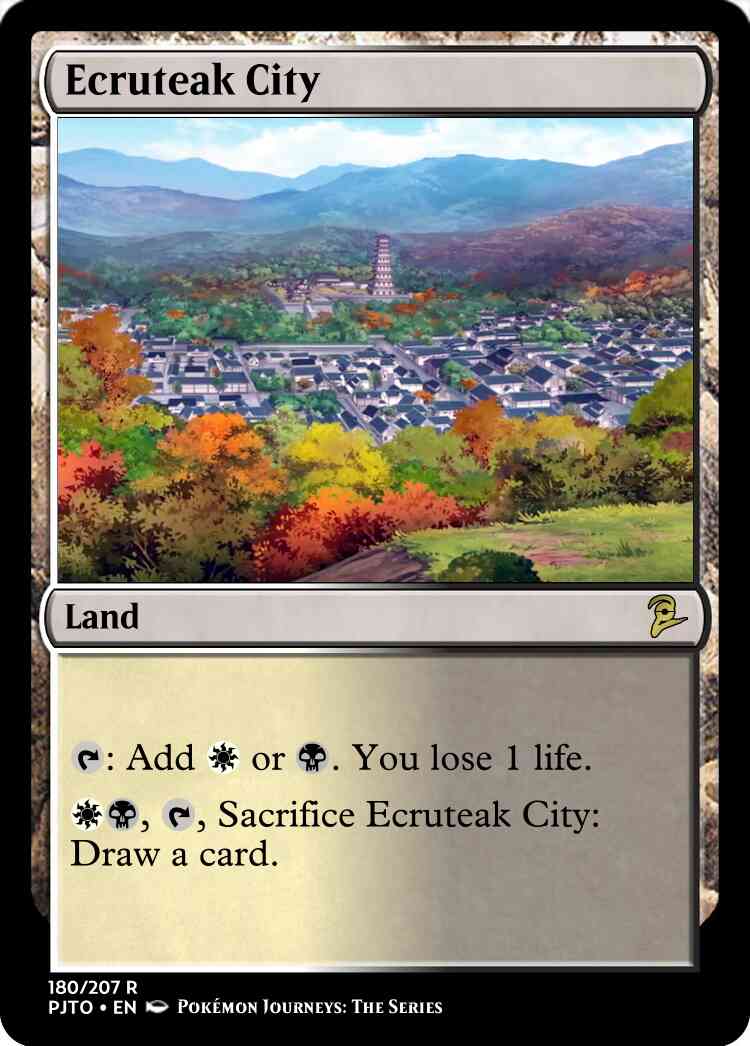 Ecruteak City
Land
: Add or . You lose 1 life.
, , Sacrifice Ecruteak City:
Draw a card.
180/207 R
PJTO • EN Pokémon Journeys: The Series